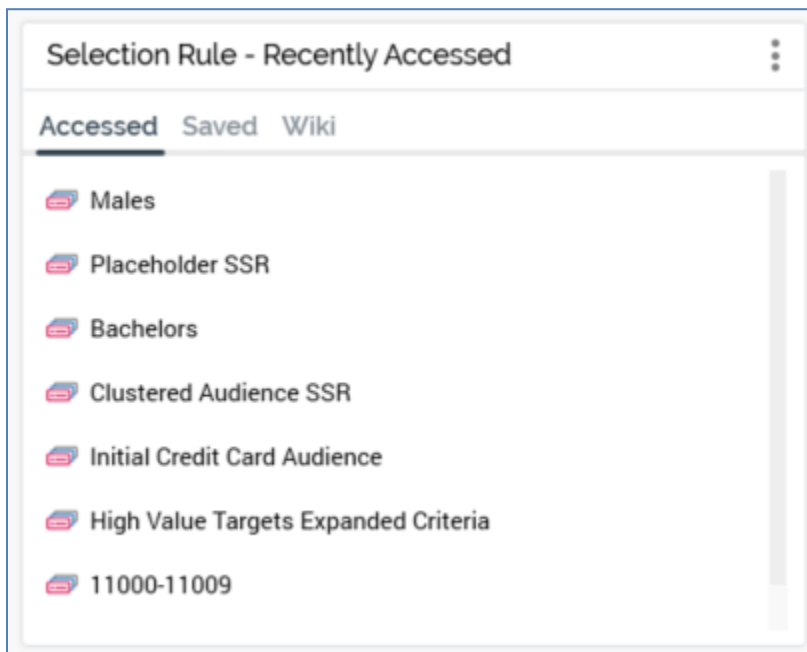 Selection Rule - Recently Accessed
Accessed Saved Wiki
Males
Placeholder SSR
Bachelors
Clustered Audience SSR
Initial Credit Card Audience
High Value Targets Expanded Criteria
11000-11009